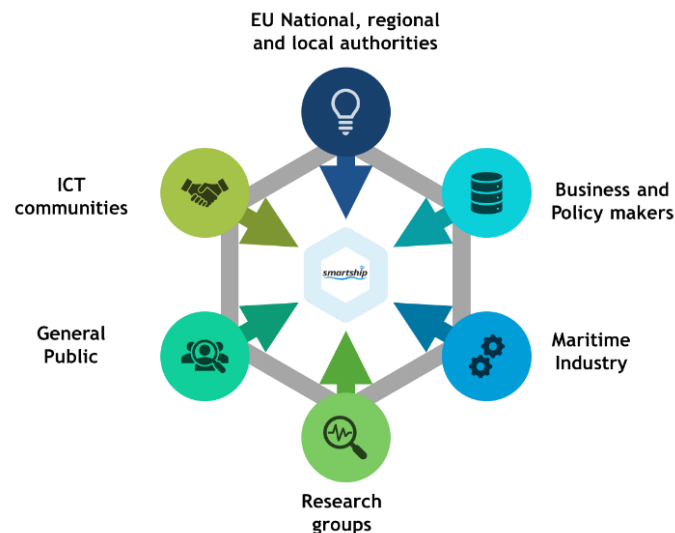 EU National, regional
and local authorities
ICT
communities
Business and
Policy makers
smartship
General
Public
Maritime
Industry
Research
groups